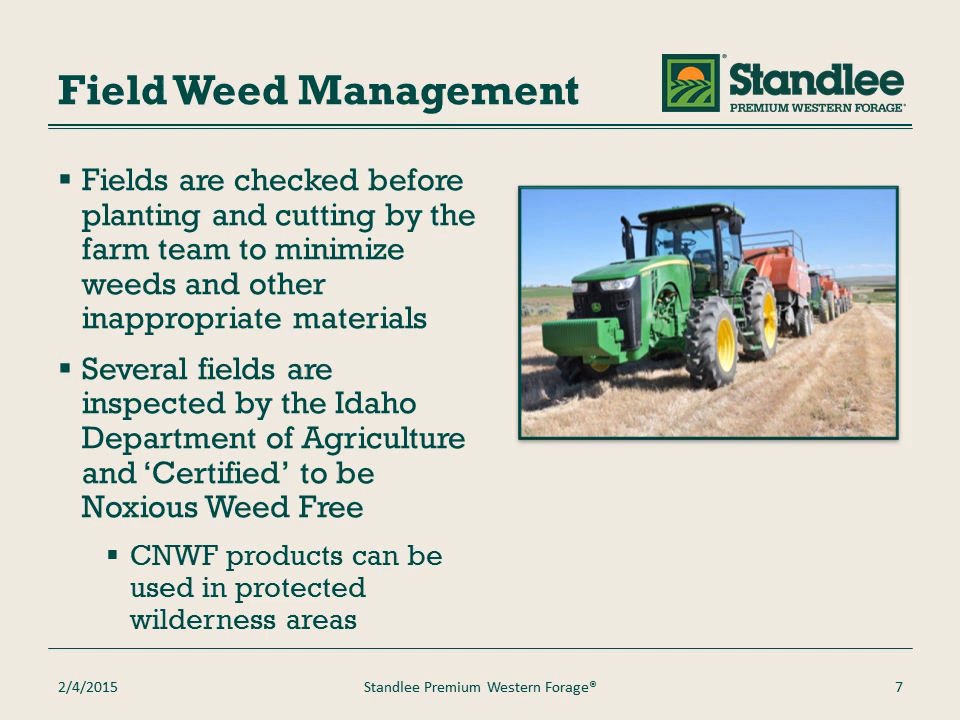 Field Weed Management
Standlee®
PREMIUM WESTERN FORAGE®
▪ Fields are checked before
planting and cutting by the
farm team to minimize
weeds and other
inappropriate materials
▪ Several fields are
inspected by the Idaho
Department of Agriculture
and ‘Certified’ to be
Noxious Weed Free
▪ CNWF products can be
used in protected
wilderness areas
2/4/2015
Standlee Premium Western Forage®
7